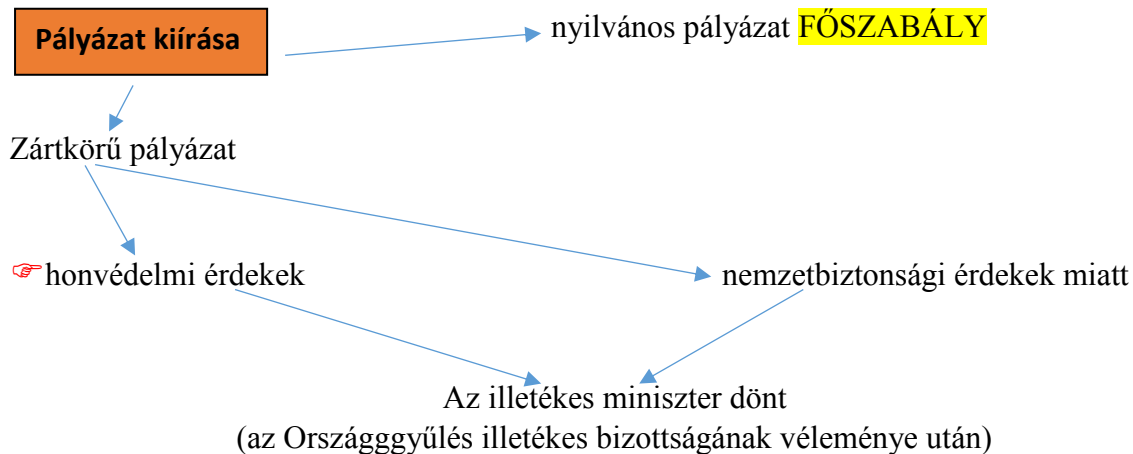 Pályázat kiírása
nyilvános pályázat FŐSZABÁLY
Zártkörű pályázat
☞honvédelmi érdekek
nemzetbiztonsági érdekek miatt
Az illetékes miniszter dönt
(az Országggyűlés illetékes bizottságának véleménye után)